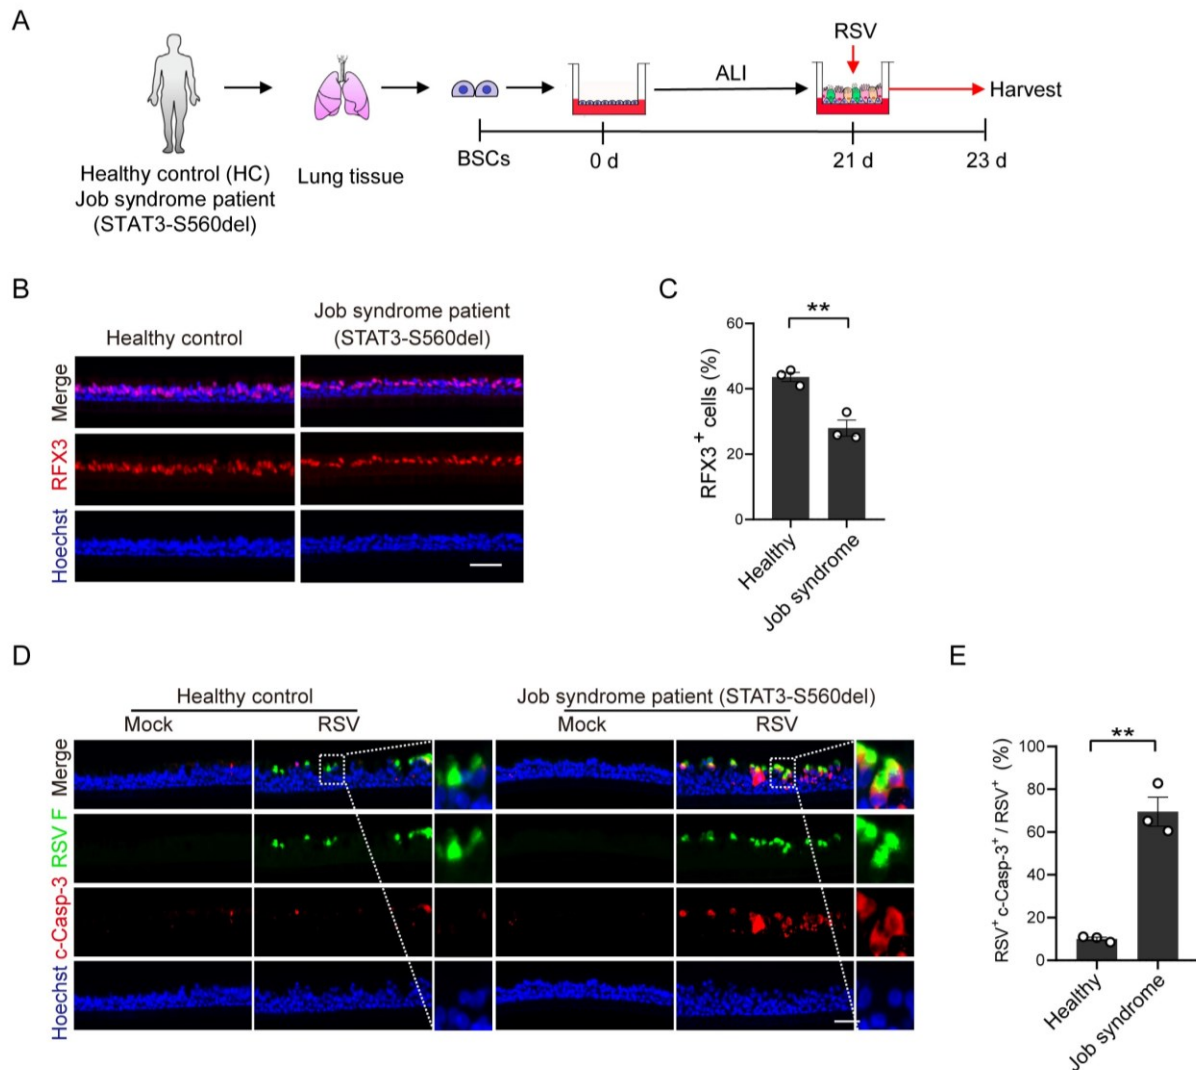 A
Healthy control (HC)
Job syndrome patient
(STAT3-S560del)
Lung tissue
BSCs
0 d
ALI
RSV
21 d
23 d
Harvest
B
Healthy control
Job syndrome patient
(STAT3-S560del)
Merge
RFX3
Hoechst
C
**
RFX3⁺ cells (%)
60
40
20
0
Healthy
Job syndrome
D
Healthy control
Job syndrome patient (STAT3-S560del)
Mock
RSV
Mock
RSV
Merge
RSV F
c-Casp-3
Hoechst
E
**
RSV⁺ c-Casp-3⁺ / RSV⁺ (%)
100
80
60
40
20
0
Healthy
Job syndrome